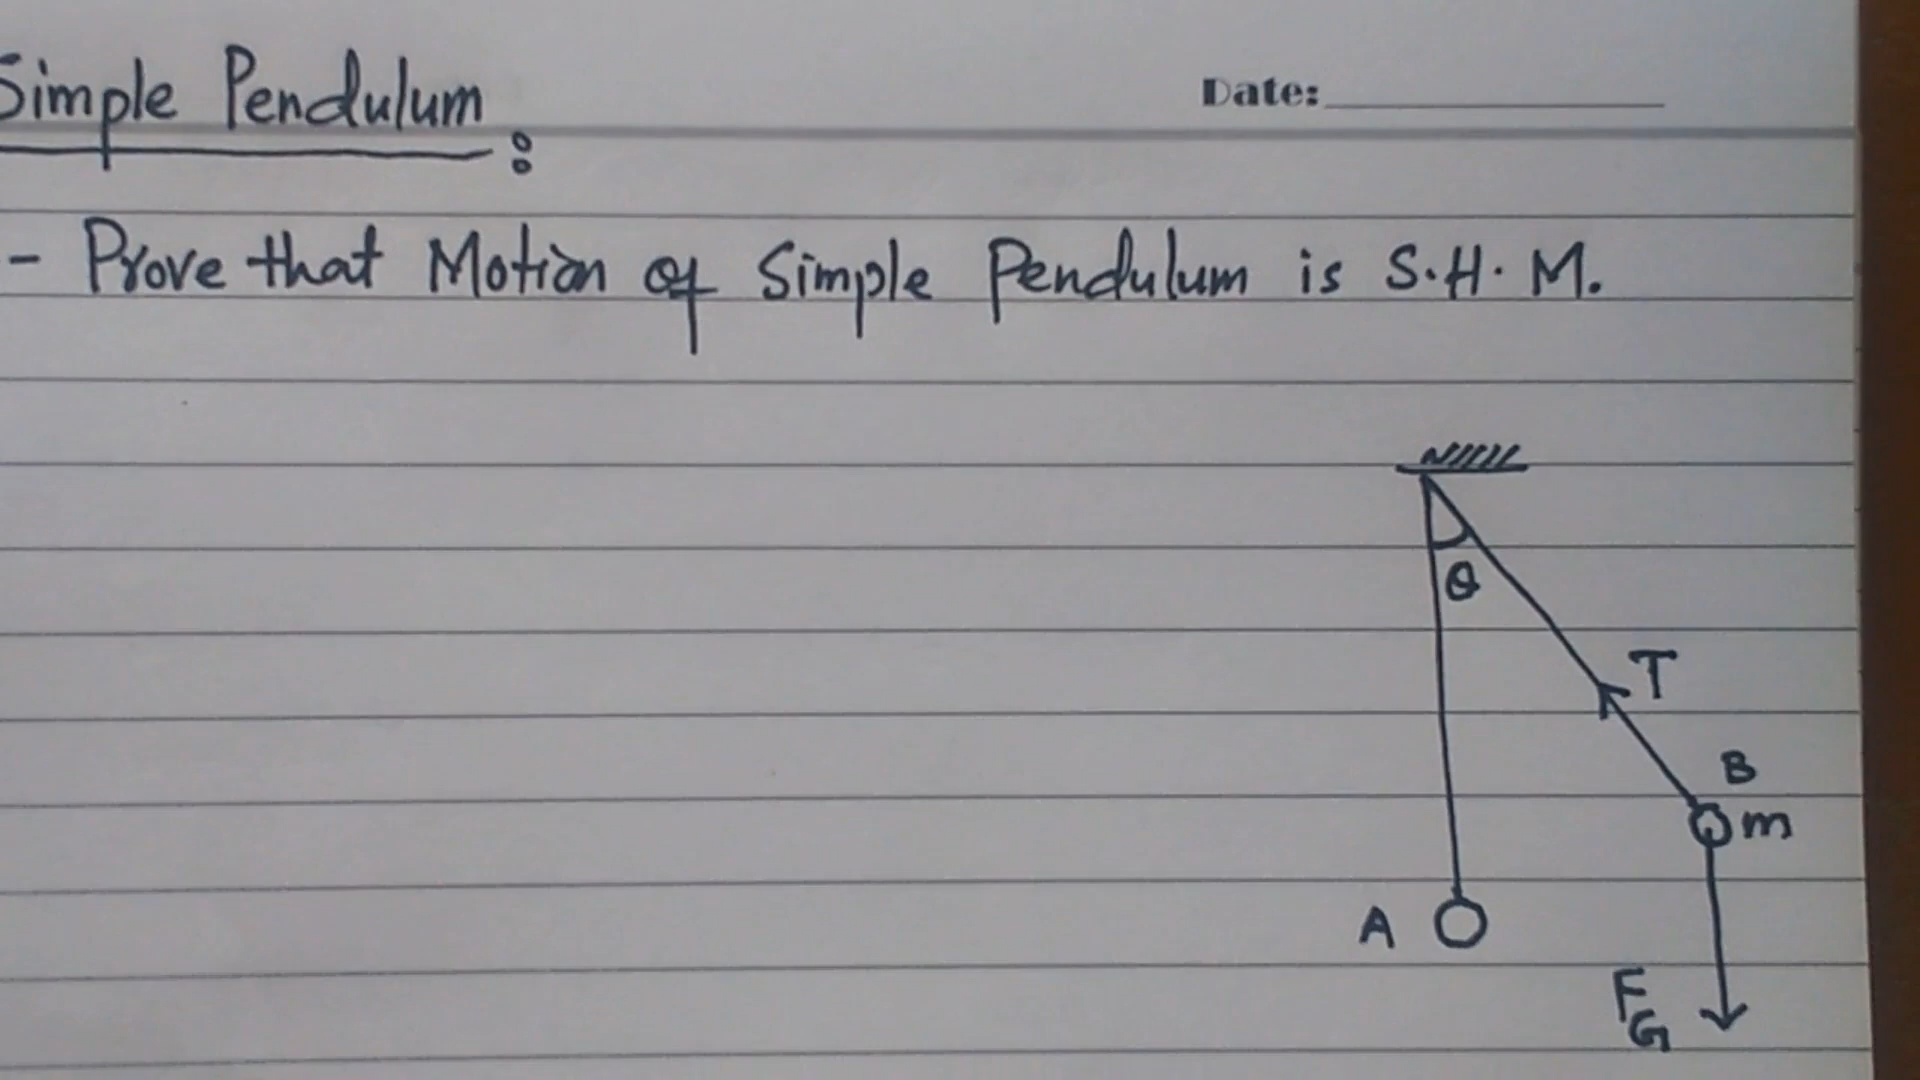 Simple Pendulum :
Date:
- Prove that Motion of Simple Pendulum is S.H.M.
θ
T
B
m
A
FG